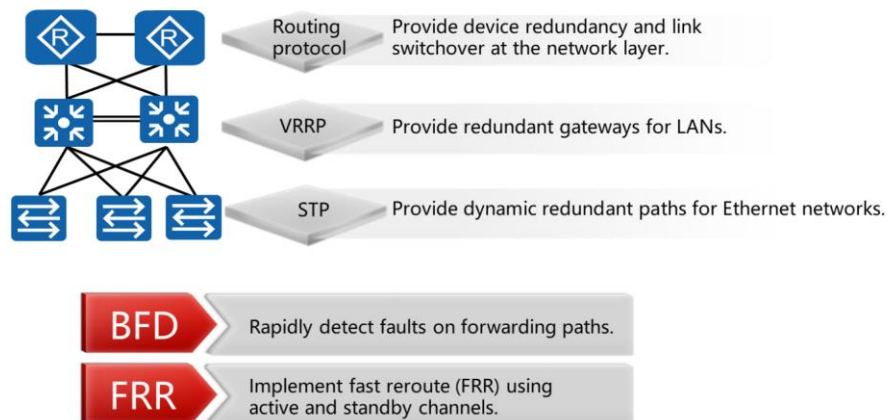 R
R
Routing
protocol
Provide device redundancy and link
switchover at the network layer.
VRRP
Provide redundant gateways for LANs.
STP
Provide dynamic redundant paths for Ethernet networks.
BFD
Rapidly detect faults on forwarding paths.
FRR
Implement fast reroute (FRR) using
active and standby channels.